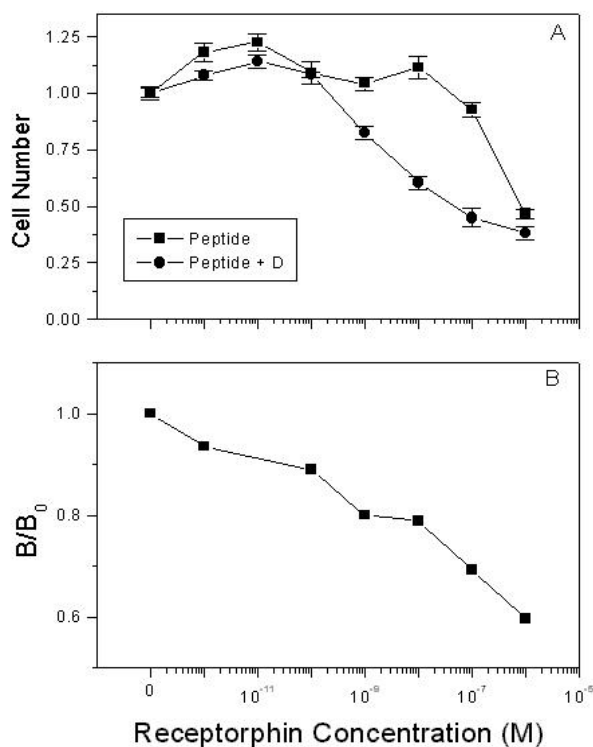 A
1.25
1.00
0.75
0.50
0.25
0.00
Cell Number
Peptide
Peptide + D
B
1.0
0.8
0.6
B/B₀
0 10⁻¹¹ 10⁻⁹ 10⁻⁷ 10⁻⁵
Receptorphin Concentration (M)